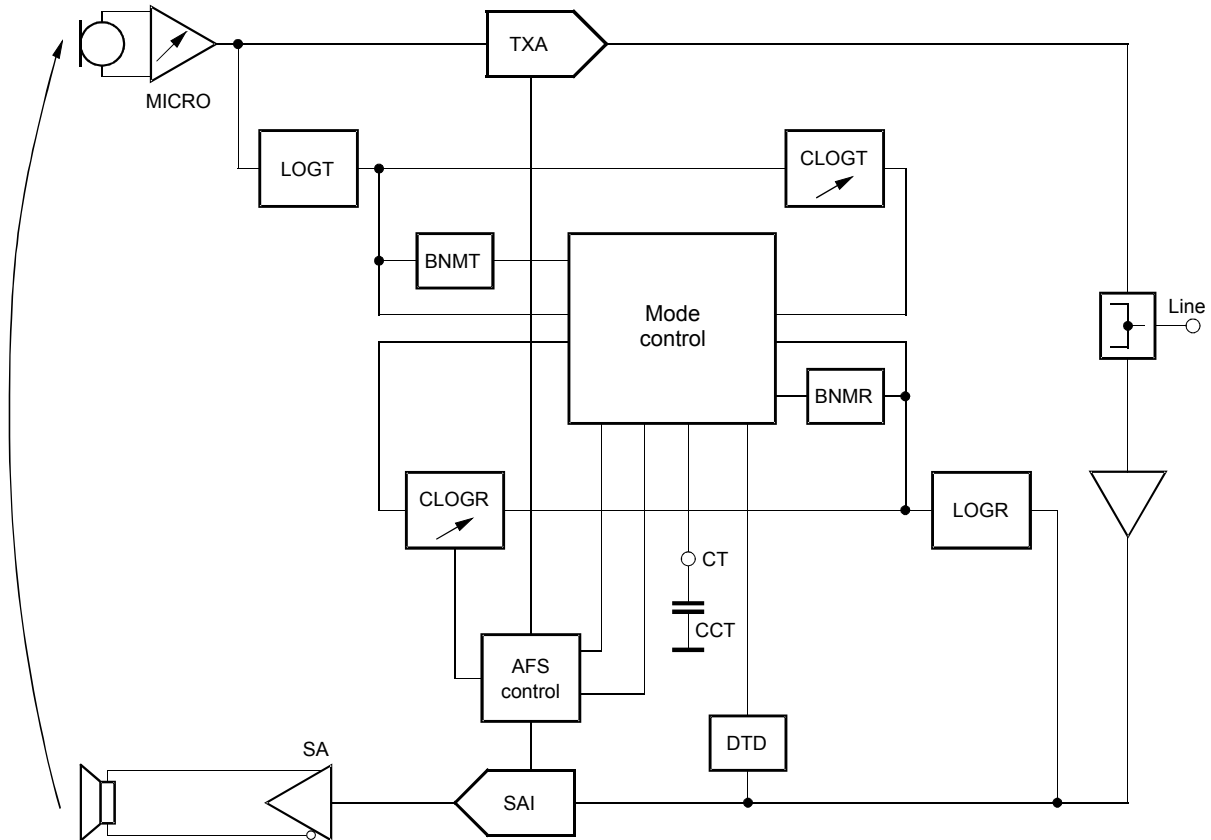 TXA
MICRO
LOGT
CLOGT
BNMT
Mode
control
Line
BNMR
CLOGR
LOGR
CT
CCT
AFS
control
DTD
SA
SAI